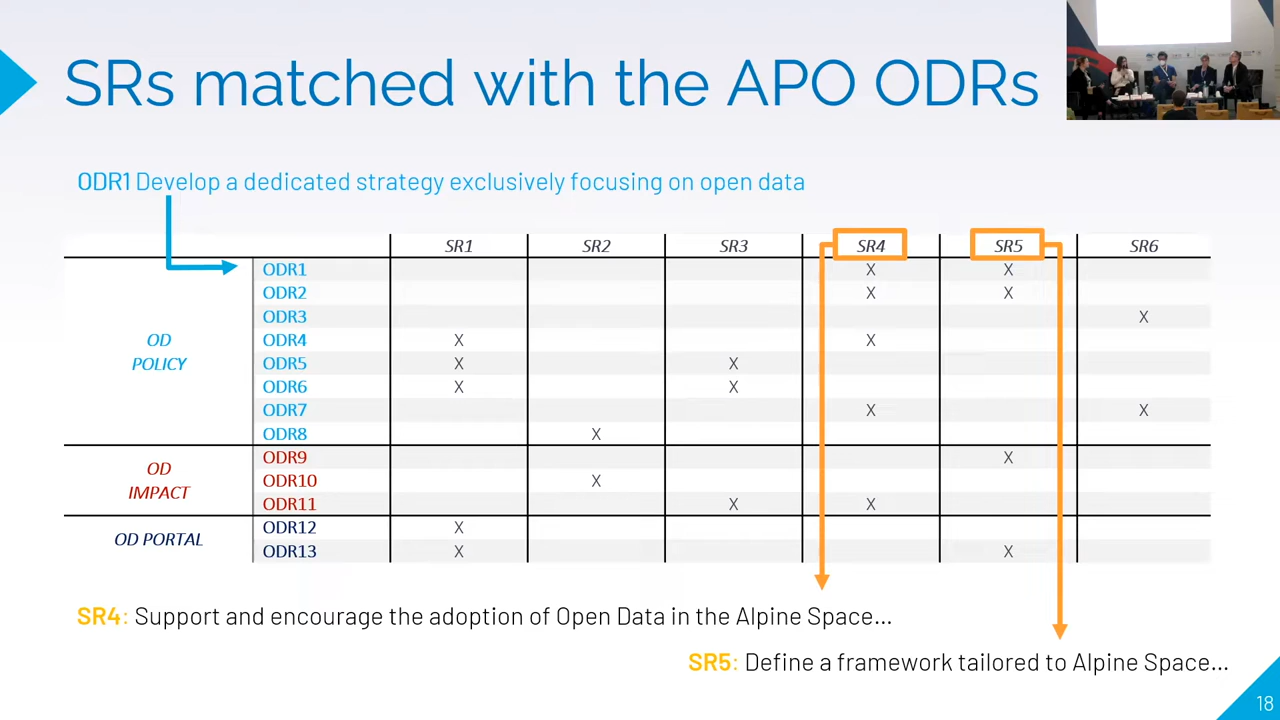 SRs matched with the APO ODRs
ODR1 Develop a dedicated strategy exclusively focusing on open data
SR1 SR2 SR3 SR4 SR5 SR6
OD POLICY
ODR1 X X
ODR2 X X
ODR3 X
ODR4 X X
ODR5 X X
ODR6 X X
ODR7 X X
ODR8 X
OD IMPACT
ODR9 X
ODR10 X
ODR11 X X
OD PORTAL
ODR12 X
ODR13 X X
SR4: Support and encourage the adoption of Open Data in the Alpine Space...
SR5: Define a framework tailored to Alpine Space...
18